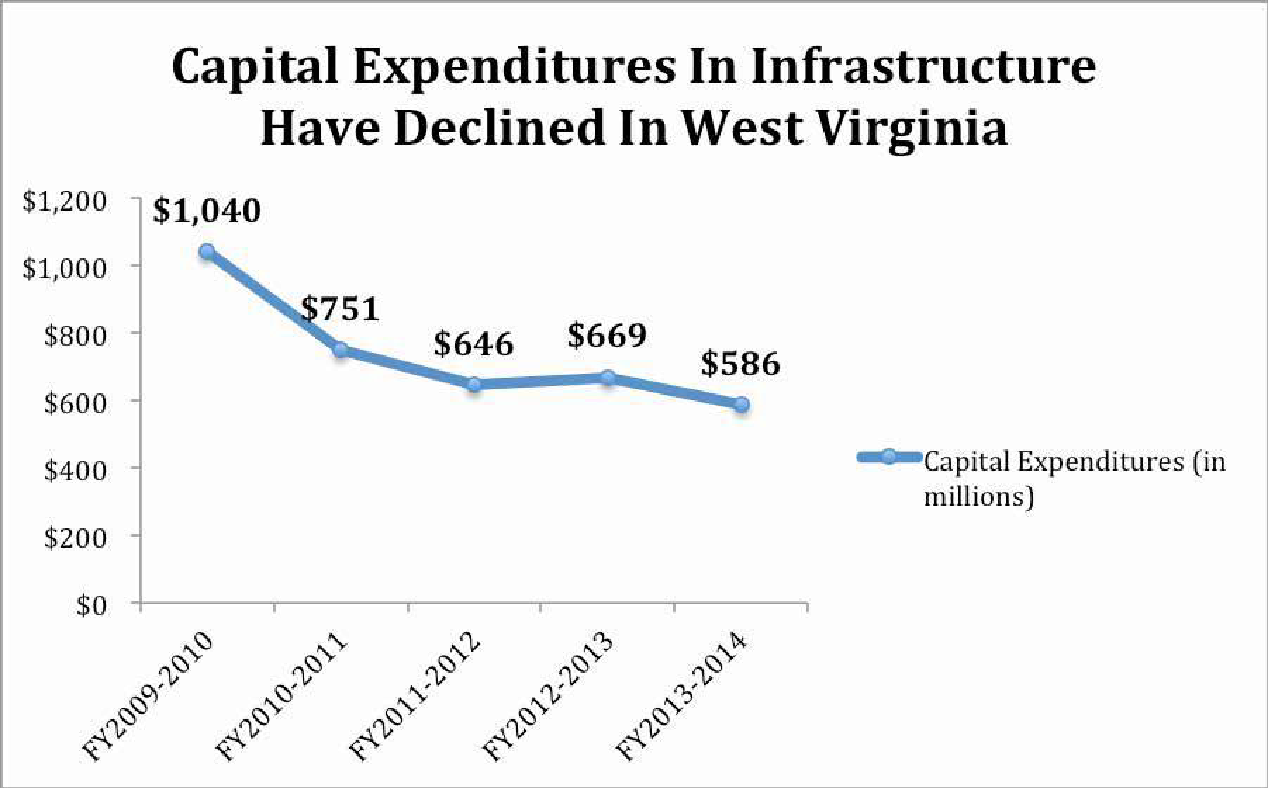 Capital Expenditures In Infrastructure
Have Declined In West Virginia
$1,200
$1,000
$800
$600
$400
$200
$0
$1,040
$751
$646
$669
$586
FY2009-2010
FY2010-2011
FY2011-2012
FY2012-2013
FY2013-2014
Capital Expenditures (in
millions)